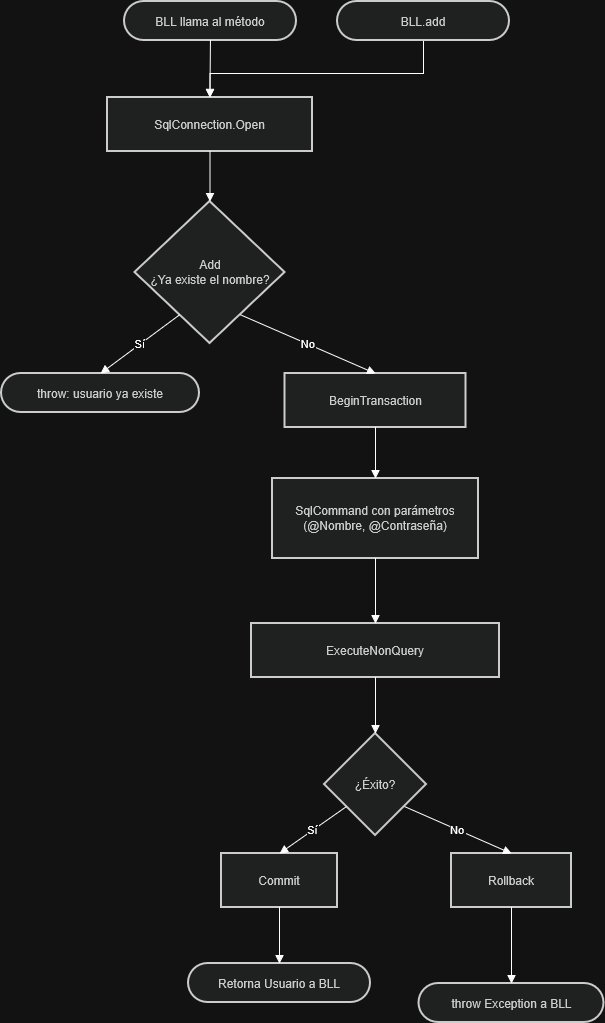 BLL llama al método
BLL.add
SqlConnection.Open
Add
¿Ya existe el nombre?
Sí
No
throw: usuario ya existe
BeginTransaction
SqlCommand con parámetros
(@Nombre, @Contraseña)
ExecuteNonQuery
¿Éxito?
Sí
No
Commit
Rollback
Retorna Usuario a BLL
throw Exception a BLL